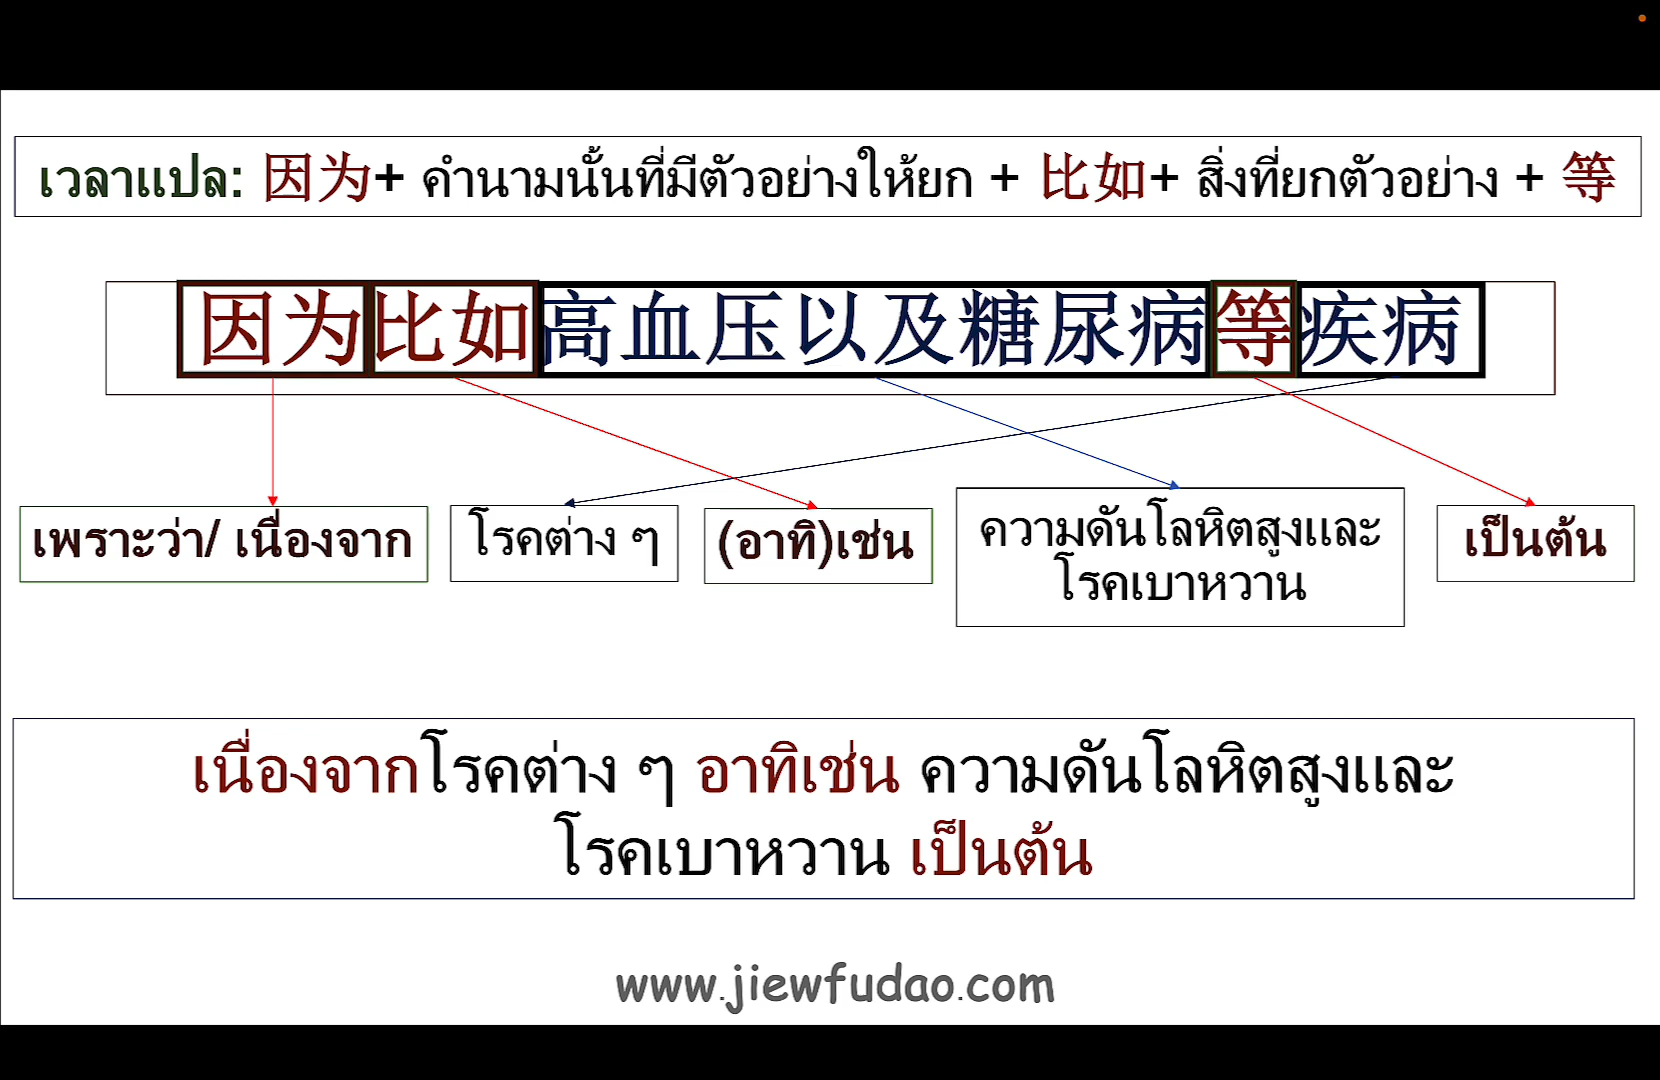 เวลาแปล: 因为+ คำนามนั้นที่มีตัวอย่างให้ยก + 比如+ สิ่งที่ยกตัวอย่าง + 等
因为比如高血压以及糖尿病等疾病
เพราะว่า/ เนื่องจาก
โรคต่าง ๆ
(อาทิ)เช่น
ความดันโลหิตสูงและ
โรคเบาหวาน
เป็นต้น
เนื่องจากโรคต่าง ๆ อาทิเช่น ความดันโลหิตสูงและ
โรคเบาหวาน เป็นต้น
www.jiewfudao.com